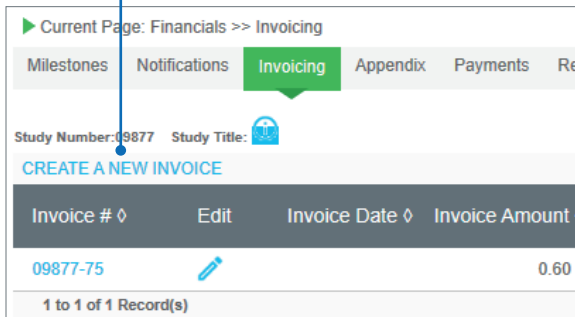 Current Page: Financials >> Invoicing
Milestones Notifications Invoicing Appendix Payments Re
Study Number:09877 Study Title:
CREATE A NEW INVOICE
Invoice # ◊ Edit Invoice Date ◊ Invoice Amount
09877-75 0.60
1 to 1 of 1 Record(s)